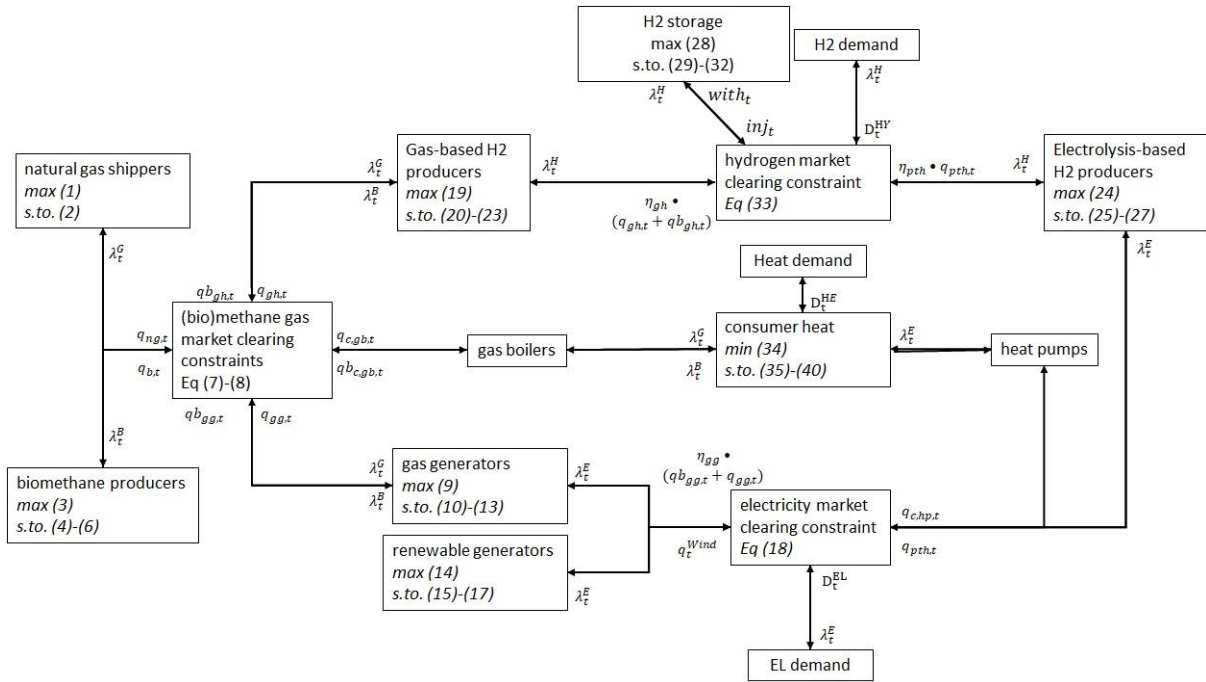 H2 storage
max (28)
s.to. (29)-(32)
H2 demand
λ_t^H
with_t
λ_t^H
inj_t
D_t^HY
natural gas shippers
max (1)
s.to. (2)
λ_t^G
λ_t^G
λ_t^B
Gas-based H2
producers
max (19)
s.to. (20)-(23)
λ_t^H
η_gh •
(q_gh,t + qb_gh,t)
hydrogen market
clearing constraint
Eq (33)
η_pth • q_pth,t
λ_t^H
Electrolysis-based
H2 producers
max (24)
s.to. (25)-(27)
λ_t^E
Heat demand
D_t^HE
qb_gh,t
q_gh,t
q_ng,t
q_b,t
(bio)methane gas
market clearing
constraints
Eq (7)-(8)
q_c,gb,t
qb_c,gb,t
gas boilers
λ_t^G
λ_t^B
consumer heat
min (34)
s.to. (35)-(40)
λ_t^E
heat pumps
qb_gg,t
q_gg,t
λ_t^B
biomethane producers
max (3)
s.to. (4)-(6)
λ_t^G
λ_t^B
gas generators
max (9)
s.to. (10)-(13)
λ_t^E
η_gg •
(qb_gg,t + q_gg,t)
q_t^Wind
electricity market
clearing constraint
Eq (18)
q_c,hp,t
q_pth,t
renewable generators
max (14)
s.to. (15)-(17)
λ_t^E
D_t^EL
λ_t^E
EL demand